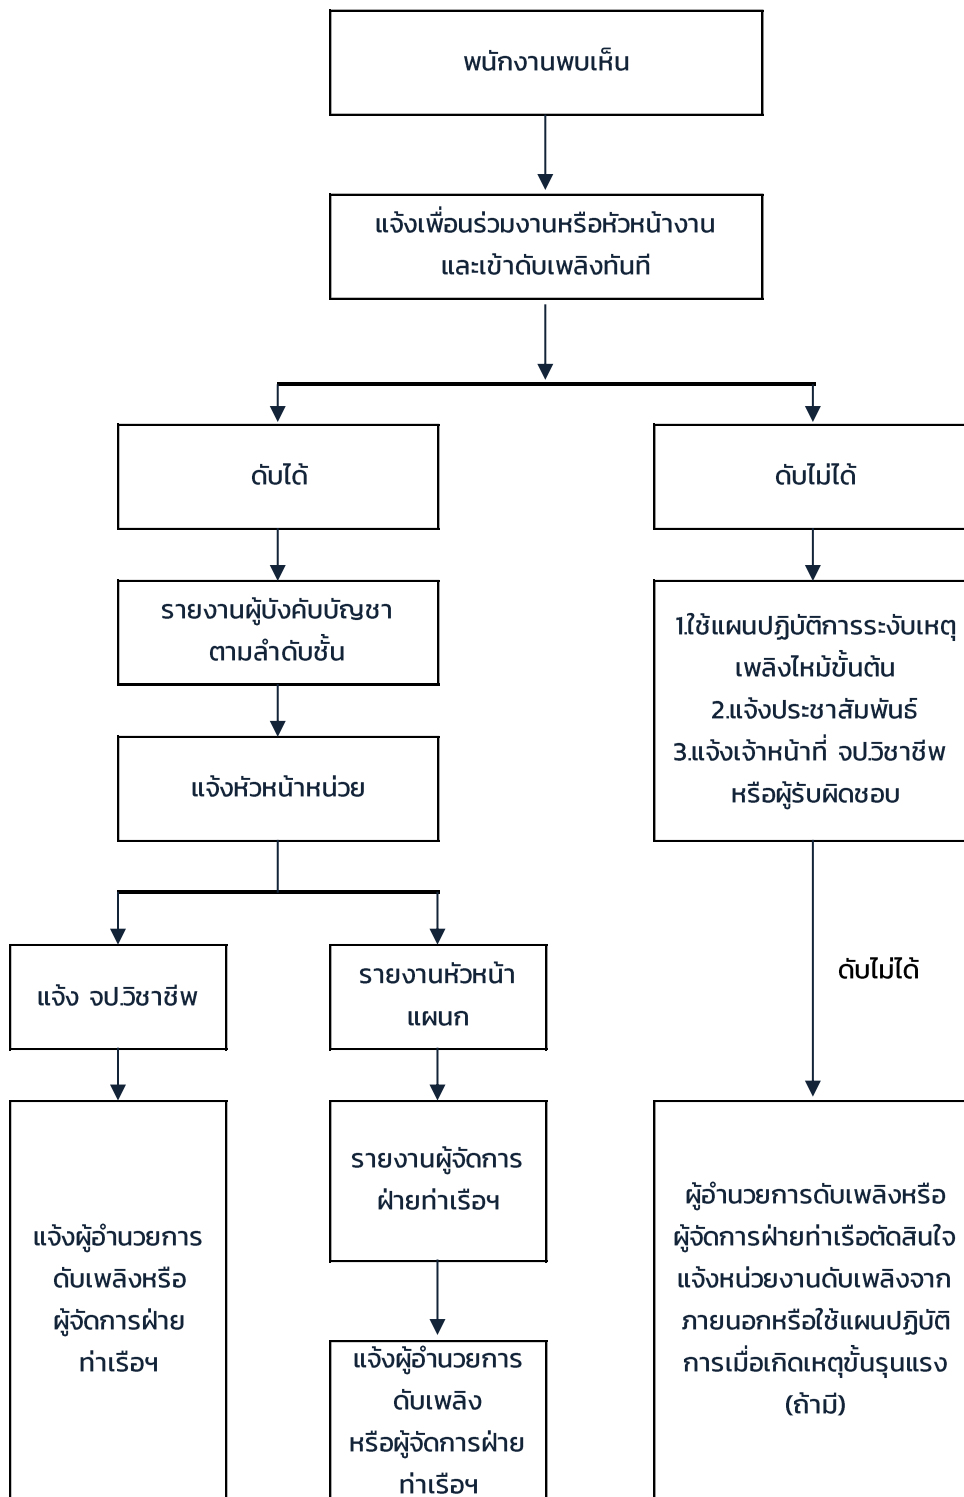 พนักงานพบเห็น
แจ้งเพื่อนร่วมงานหรือหัวหน้างาน
และเข้าดับเพลิงทันที
ดับได้
ดับไม่ได้
รายงานผู้บังคับบัญชา
ตามลำดับชั้น
1.ใช้แผนปฏิบัติการระงับเหตุ
เพลิงไหม้ขั้นต้น
2.แจ้งประชาสัมพันธ์
3.แจ้งเจ้าหน้าที่ จป.วิชาชีพ
หรือผู้รับผิดชอบ
แจ้งหัวหน้าหน่วย
แจ้ง จป.วิชาชีพ
รายงานหัวหน้า
แผนก
ดับไม่ได้
แจ้งผู้อำนวยการ
ดับเพลิงหรือ
ผู้จัดการฝ่าย
ท่าเรือฯ
รายงานผู้จัดการ
ฝ่ายท่าเรือฯ
แจ้งผู้อำนวยการ
ดับเพลิง
หรือผู้จัดการฝ่าย
ท่าเรือฯ
ผู้อำนวยการดับเพลิงหรือ
ผู้จัดการฝ่ายท่าเรือตัดสินใจ
แจ้งหน่วยงานดับเพลิงจาก
ภายนอกหรือใช้แผนปฏิบัติ
การเมื่อเกิดเหตุขั้นรุนแรง
(ถ้ามี)